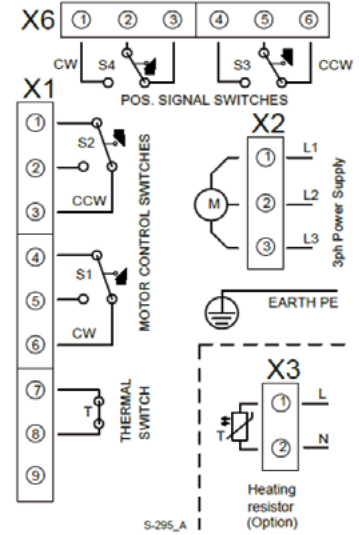 X6 1 2 3 4 5 6
CW S4 S3 CCW
POS. SIGNAL SWITCHES
X1
1
S2
2
CCW
3
4
S1
5
CW
6
MOTOR CONTROL SWITCHES
7
T
8
9
THERMAL
SWITCH
X2
1 L1
M 2 L2
3 L3
3ph Power Supply
EARTH PE
X3
1 L
T
2 N
Heating
resistor
(Option)
S-295_A